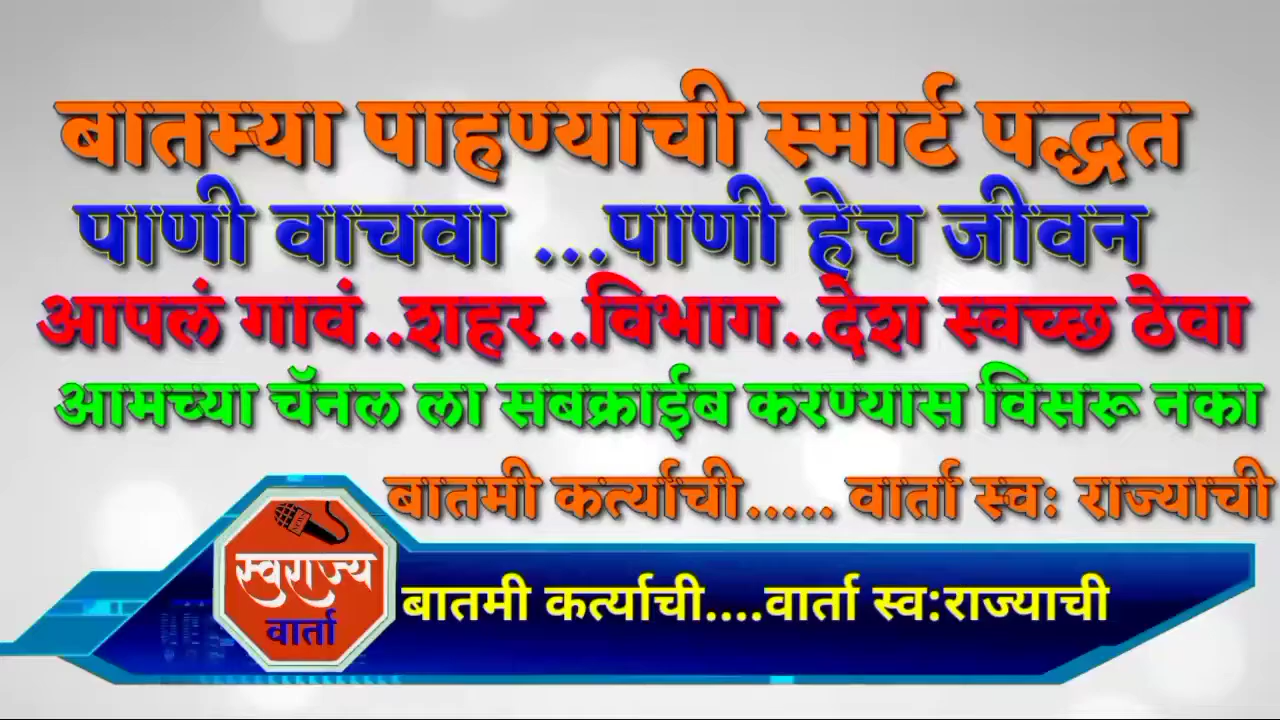 बातम्या पाहण्याची स्मार्ट पद्धत
पाणी वाचवा ...पाणी हेच जीवन
आपलं गावं..शहर..विभाग..देश स्वच्छ ठेवा
आमच्या चॅनल ला सबक्राईब करण्यास विसरू नका
बातमी कर्त्याची..... वार्ता स्व: राज्याची
स्वराज्य
वार्ता
बातमी कर्त्याची....वार्ता स्व:राज्याची